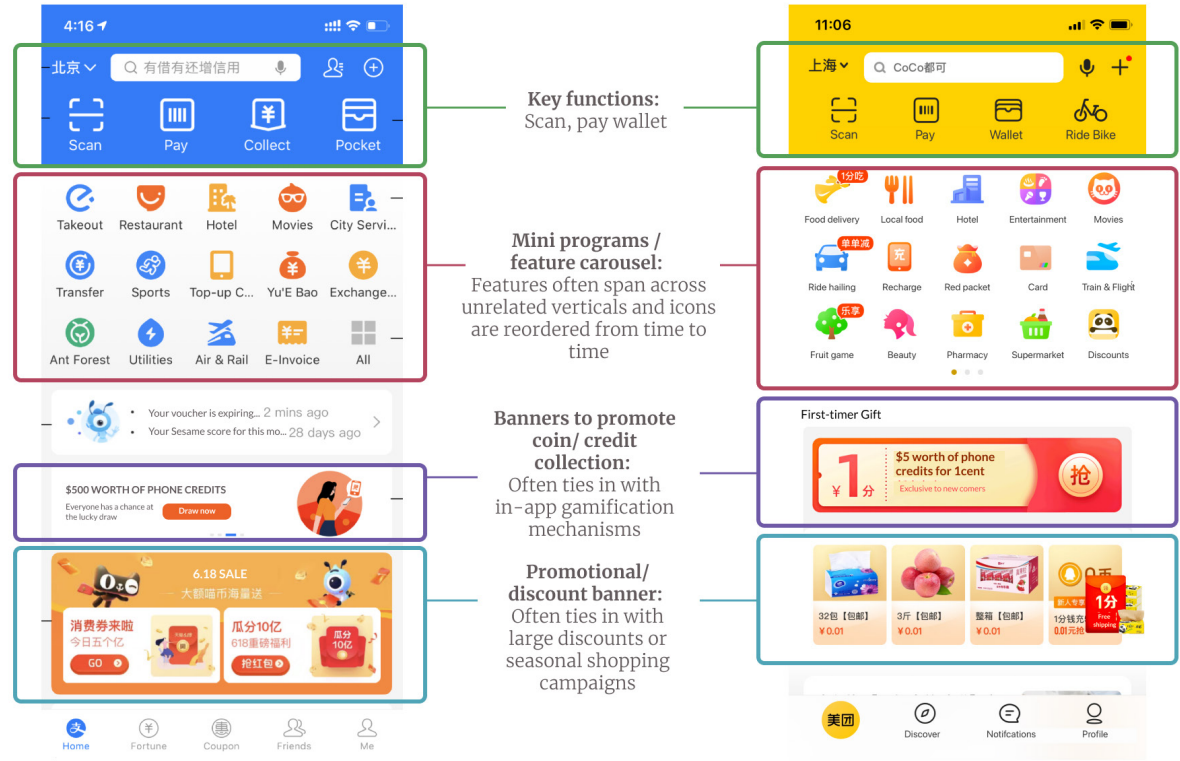 4:16
北京
有借有还增信用
Scan
Pay
Collect
Pocket
Takeout
Restaurant
Hotel
Movies
City Servi...
Transfer
Sports
Top-up C...
Yu'E Bao
Exchange...
Ant Forest
Utilities
Air & Rail
E-Invoice
All
Your voucher is expiring... 2 mins ago
Your Sesame score for this mo... 28 days ago
$500 WORTH OF PHONE CREDITS
Everyone has a chance at
the lucky draw
Draw now
6.18 SALE
大额喵币海量送
消费券来啦
今日五个亿
GO
瓜分10亿
618重磅福利
抢红包
瓜分
10亿
支
Home
Fortune
Coupon
Friends
Me
Key functions:
Scan, pay wallet
Mini programs /
feature carousel:
Features often span across
unrelated verticals and icons
are reordered from time to
time
Banners to promote
coin/ credit
collection:
Often ties in with
in-app gamification
mechanisms
Promotional/
discount banner:
Often ties in with
large discounts or
seasonal shopping
campaigns
11:06
上海
CoCo都可
Scan
Pay
Wallet
Ride Bike
1分吃
Food delivery
Local food
Hotel
Entertainment
Movies
单单减
充
Ride hailing
Recharge
Red packet
Card
Train & Flight
乐享
Fruit game
Beauty
Pharmacy
Supermarket
Discounts
First-timer Gift
¥ 1 分
$5 worth of phone
credits for 1cent
Exclusive to new comers
抢
32包【包邮】
¥0.01
3斤【包邮】
¥0.01
整箱【包邮】
¥0.01
新人专享
1分钱充
0.01元抢
1分
Free
shipping
美团
Discover
Notifcations
Profile